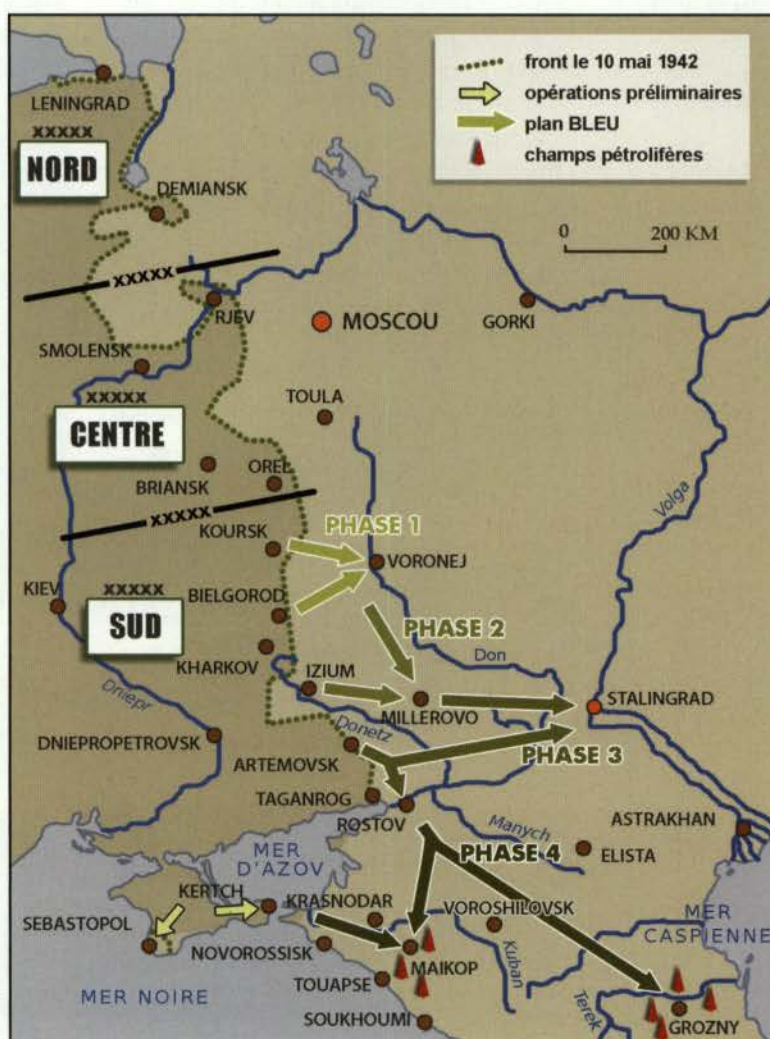 front le 10 mai 1942
opérations préliminaires
plan BLEU
champs pétrolifères
0 200 KM
LENINGRAD
XXXXX
NORD
DEMIANSK
XXXXX
RJEV
MOSCOU
GORKI
SMOLENSK
XXXXX
CENTRE
TOULA
Volga
OREL
BRIANSK
XXXXX
KOURSK
PHASE 1
VORONEJ
KIEV
XXXXX
SUD
BIELGOROD
PHASE 2
KHARKOV
IZIUM
Don
Dniepr
MILLEROVO
STALINGRAD
DNIEPROPETROVSK
Donetz
PHASE 3
ARTEMOVSK
TAGANROG
ROSTOV
Manych
ASTRAKHAN
MER
D'AZOV
PHASE 4
ELISTA
KERTCH
KRASNODAR
VOROSHILOVSK
MER
CASPIENNE
SEBASTOPOL
NOVOROSSISK
MAIKOP
Kuban
MER NOIRE
TOUAPSE
Terek
SOUKHOUMI
GROZNY